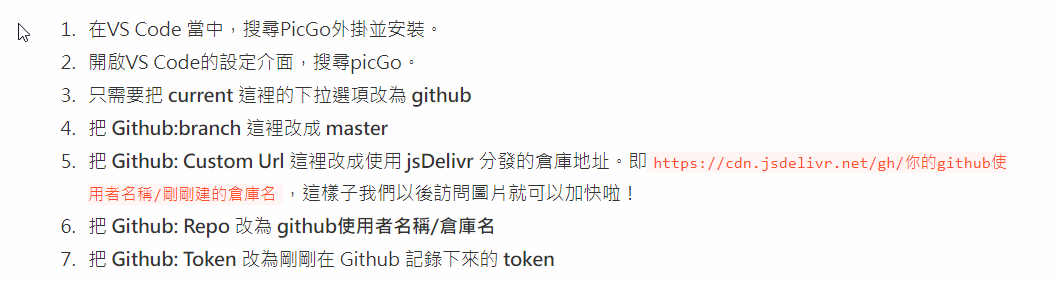 1. 在VS Code 當中，搜尋PicGo外掛並安裝。
2. 開啟VS Code的設定介面，搜尋picGo。
3. 只需要把 current 這裡的下拉選項改為 github
4. 把 Github:branch 這裡改成 master
5. 把 Github: Custom Url 這裡改成使用 jsDelivr 分發的倉庫地址。即 https://cdn.jsdelivr.net/gh/你的github使
用者名稱/剛剛建的倉庫名 ，這樣子我們以後訪問圖片就可以加快啦！
6. 把 Github: Repo 改為 github使用者名稱/倉庫名
7. 把 Github: Token 改為剛剛在 Github 記錄下來的 token